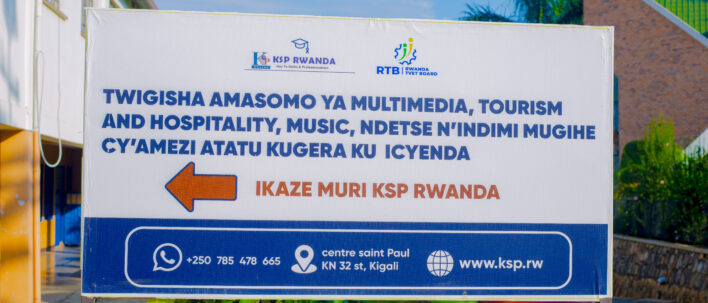 KSP RWANDA
RTB RWANDA
TVET BOARD
TWIGISHA AMASOMO YA MULTIMEDIA, TOURISM
AND HOSPITALITY, MUSIC, NDETSE N'INDIMI MUGIHE
CY'AMEZI ATATU KUGERA KU ICYENDA
IKAZE MURI KSP RWANDA
+250 785 478 665
centre saint Paul
KN 32 st, Kigali
www.ksp.rw